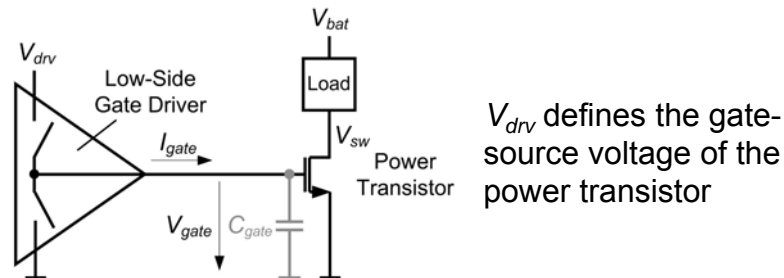 V_bat
V_drv
Low-Side
Gate Driver
Load
I_gate
V_sw
Power
Transistor
V_gate
C_gate
V_drv defines the gate-
source voltage of the
power transistor